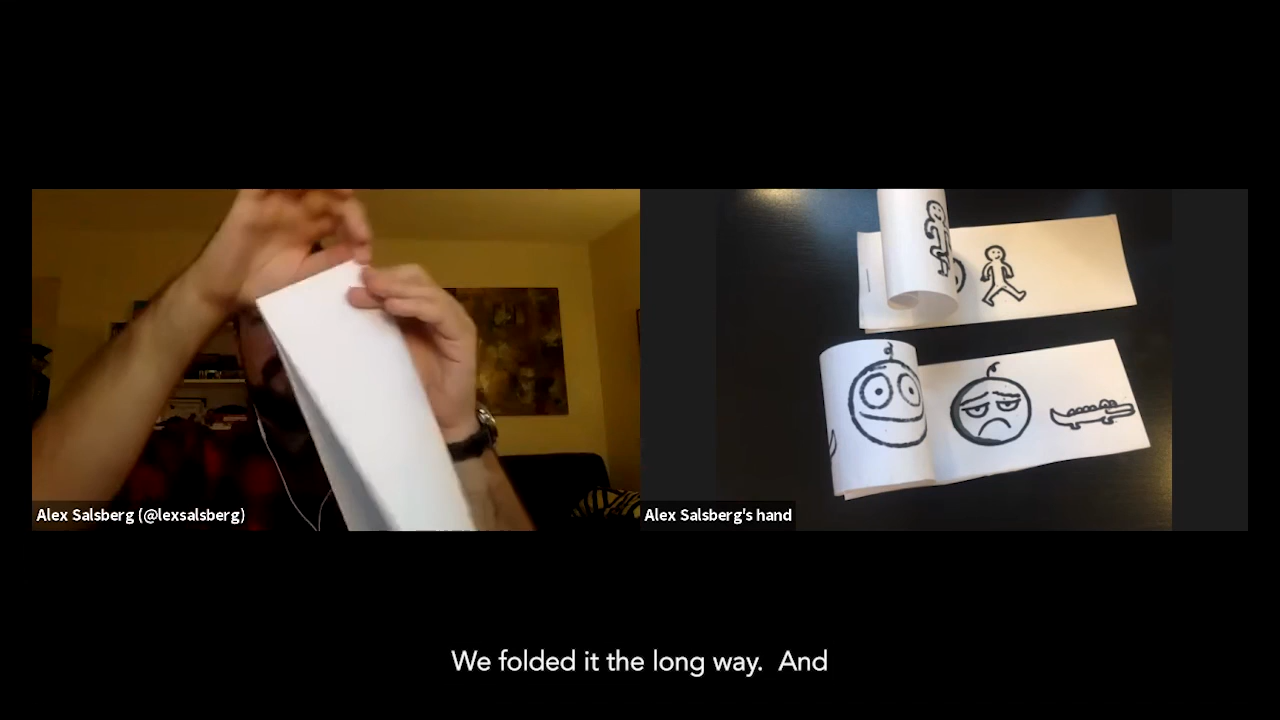 Alex Salsberg (@lexsalsberg)
Alex Salsberg's hand
We folded it the long way.  And